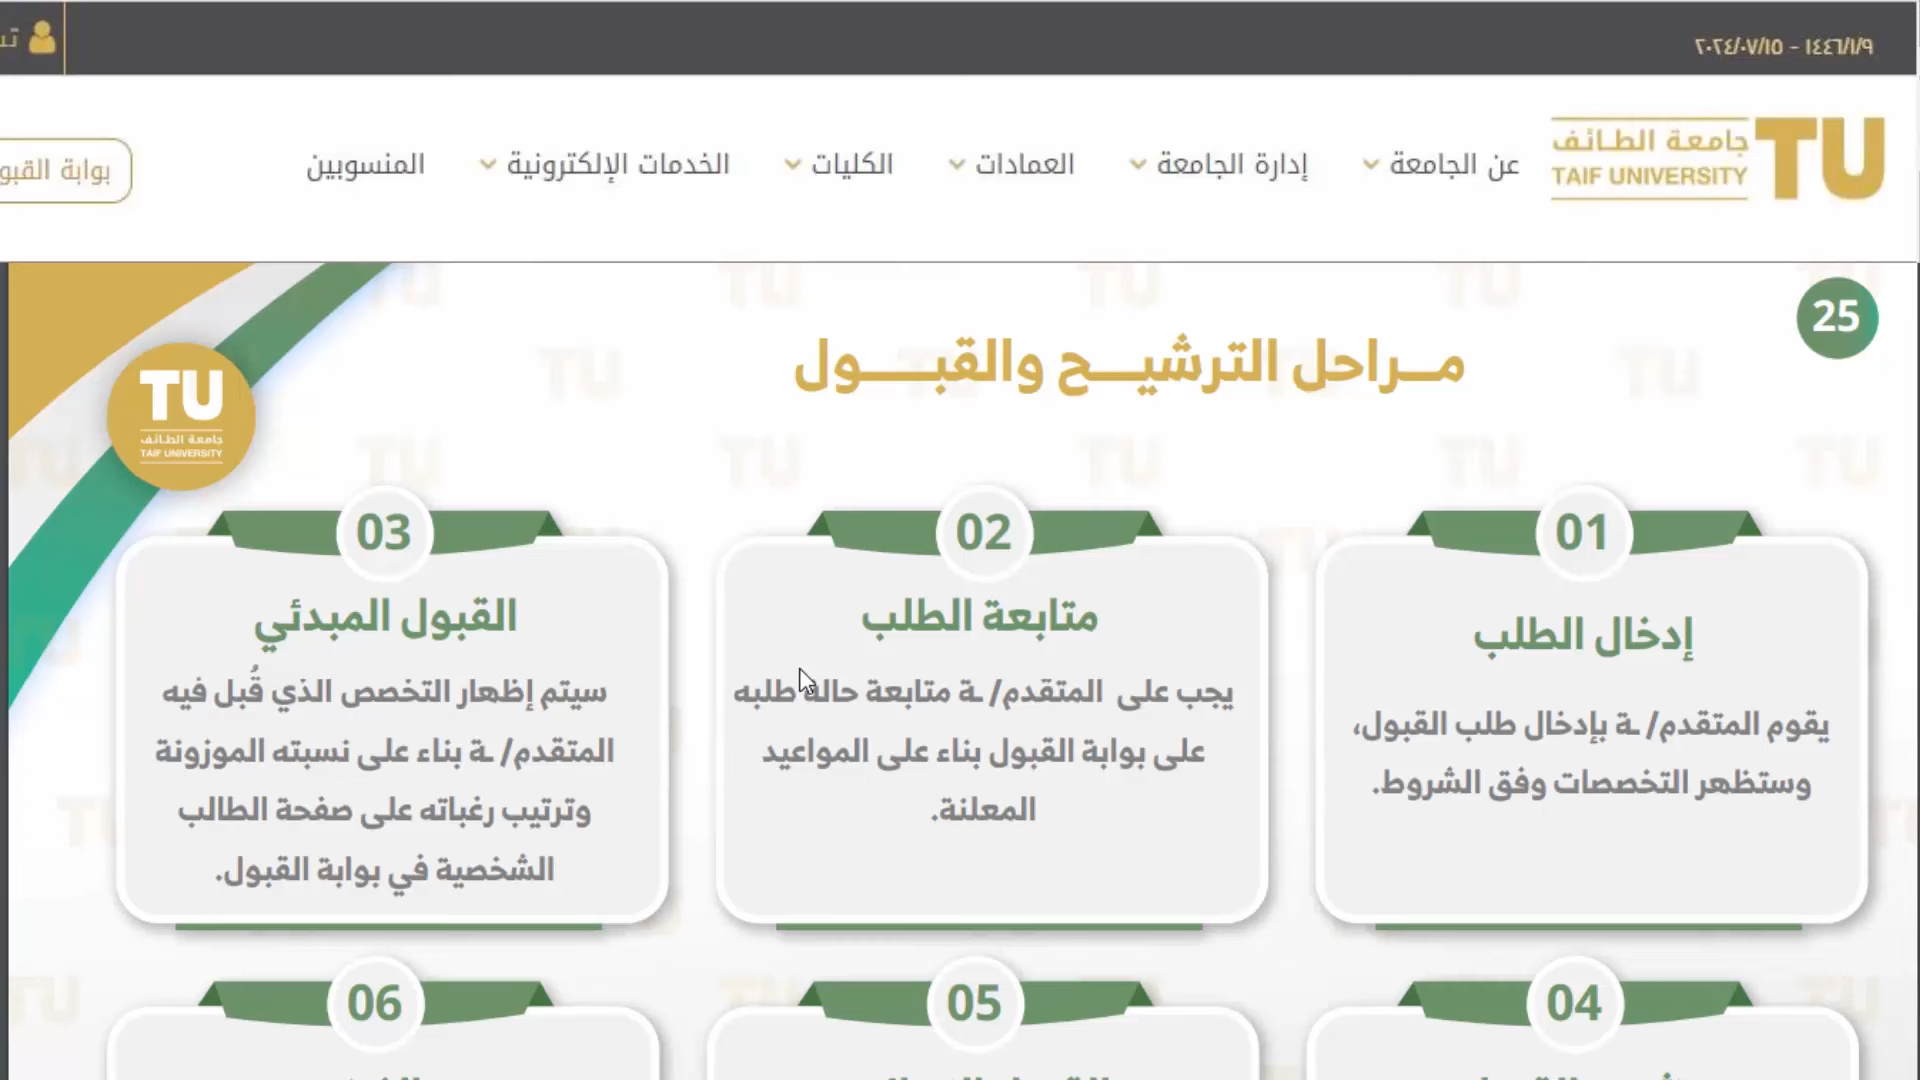 ١٤٤٦/١/٩ - ٢٠٢٤/٠٧/١٥
جامعة الطائف
TAIF UNIVERSITY
TU
عن الجامعة
إدارة الجامعة
العمادات
الكليات
الخدمات الإلكترونية
المنسوبين
بوابة
25
TU
جامعة الطائف
TAIF UNIVERSITY
مــراحل الترشيــح والقبــــول
01
إدخال الطلب
يقوم المتقدم/ ـة بإدخال طلب القبول،
وستظهر التخصصات وفق الشروط.
02
متابعة الطلب
يجب على المتقدم/ ـة متابعة حالة طلبه
على بوابة القبول بناء على المواعيد
المعلنة.
03
القبول المبدئي
سيتم إظهار التخصص الذي قُبل فيه
المتقدم/ ـة بناء على نسبته الموزونة
وترتيب رغباته على صفحة الطالب
الشخصية في بوابة القبول.
04
05
06